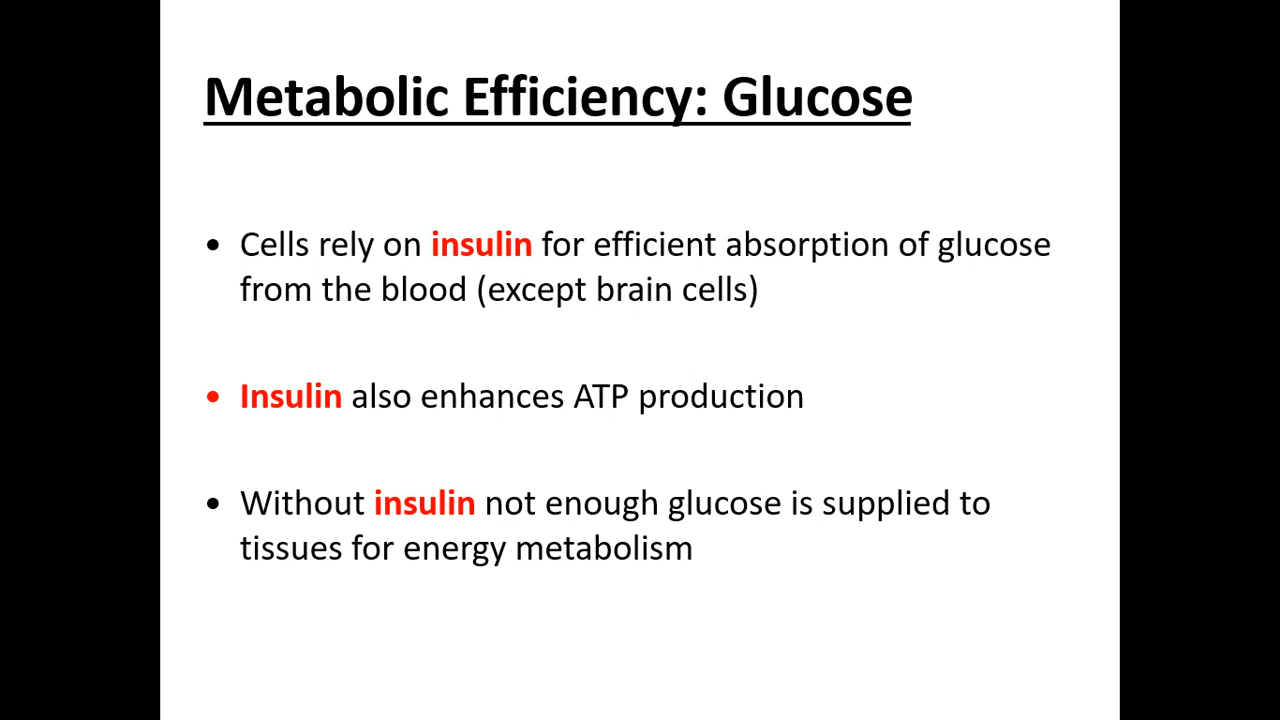 Metabolic Efficiency: Glucose
• Cells rely on insulin for efficient absorption of glucose
from the blood (except brain cells)
• Insulin also enhances ATP production
• Without insulin not enough glucose is supplied to
tissues for energy metabolism